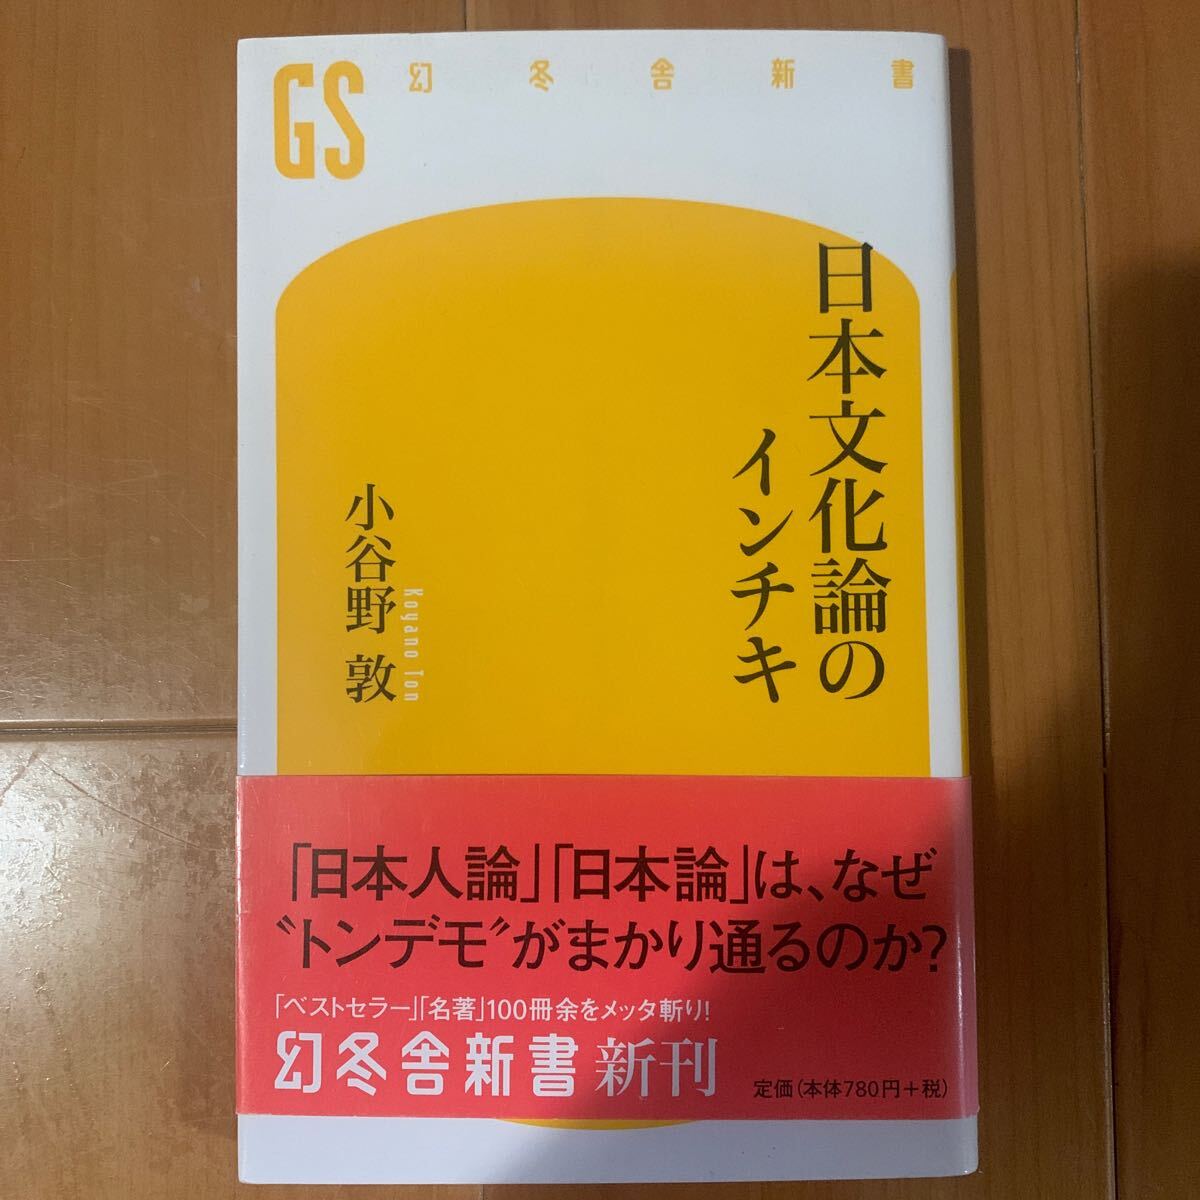 GS
幻冬舎新書
日本文化論の
インチキ
小谷野 敦
Koyano Ton
「日本人論」「日本論」は、なぜ
〝トンデモ〟がまかり通るのか?
「ベストセラー」「名著」100冊余をメッタ斬り!
幻冬舎新書 新刊
定価(本体780円+税)